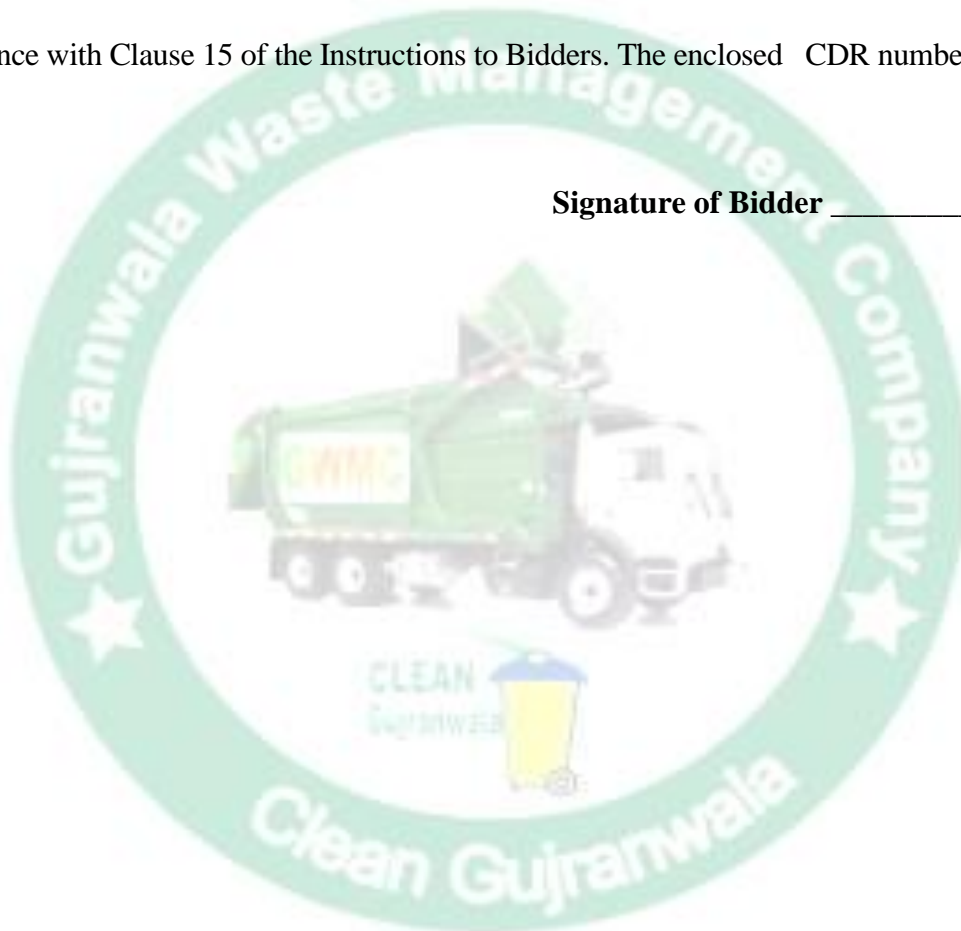 nce with Clause 15 of the Instructions to Bidders. The enclosed CDR numbe
Signature of Bidder _________
Gujranwala Waste Management Company
GWMC
CLEAN
Gujranwala
Clean Gujranwala